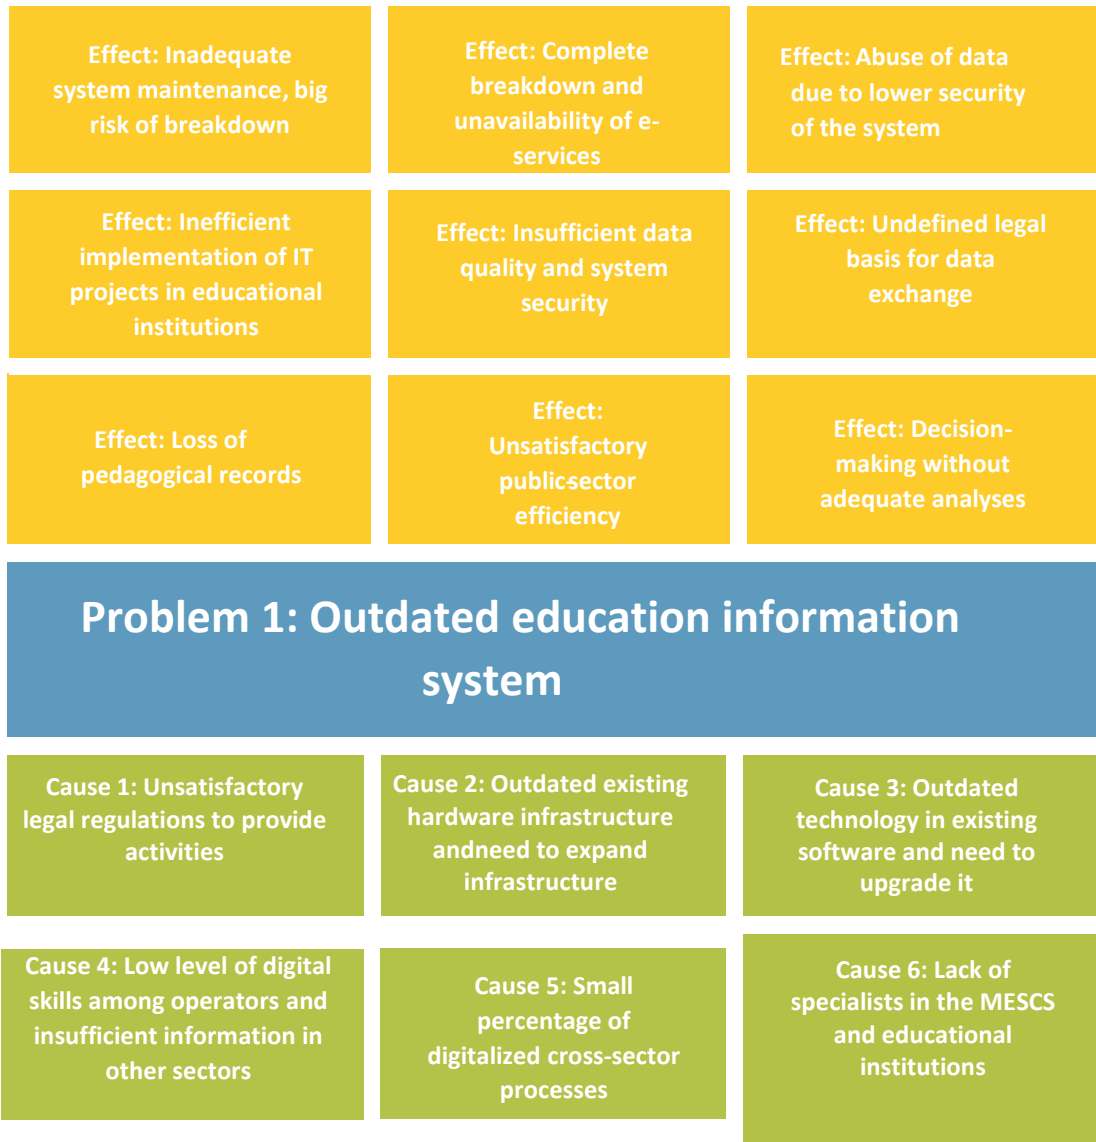 Effect: Inadequate
system maintenance, big
risk of breakdown
Effect: Complete
breakdown and
unavailability of e-
services
Effect: Abuse of data
due to lower security
of the system
Effect: Inefficient
implementation of IT
projects in educational
institutions
Effect: Insufficient data
quality and system
security
Effect: Undefined legal
basis for data
exchange
Effect: Loss of
pedagogical records
Effect:
Unsatisfactory
public-sector
efficiency
Effect: Decision-
making without
adequate analyses
Problem 1: Outdated education information
system
Cause 1: Unsatisfactory
legal regulations to provide
activities
Cause 2: Outdated existing
hardware infrastructure
andneed to expand
infrastructure
Cause 3: Outdated
technology in existing
software and need to
upgrade it
Cause 4: Low level of digital
skills among operators and
insufficient information in
other sectors
Cause 5: Small
percentage of
digitalized cross-sector
processes
Cause 6: Lack of
specialists in the MESCS
and educational
institutions